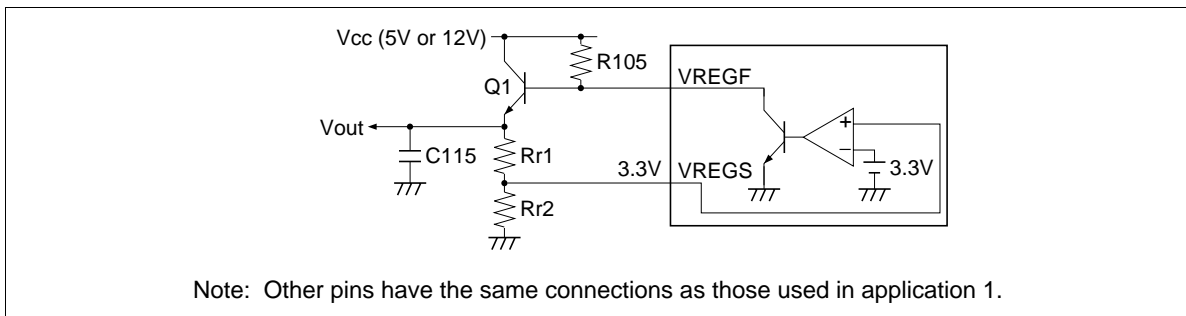 Vcc (5V or 12V)
R105
Q1
VREGF
Vout
C115
Rr1
3.3V
VREGS
+
−
3.3V
Rr2
Note: Other pins have the same connections as those used in application 1.